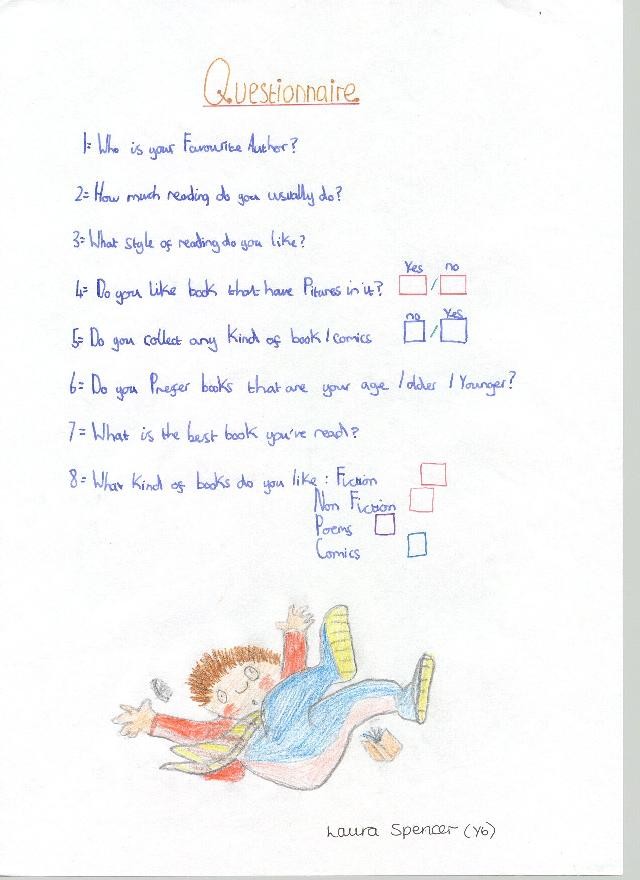 Questionnaire
1= Who is your Favourite Author?
2= How much reading do you usually do?
3= What style of reading do you like?
Yes no
4= Do you like book that have Pitures in it? /
no Yes
5= Do you collect any Kind of book / comics /
6= Do you Prefer books that are your age / older / Younger?
7= What is the best book you've read?
8= What Kind of books do you like : Fiction
Non Fiction
Poems
Comics
Laura Spencer (Y6)